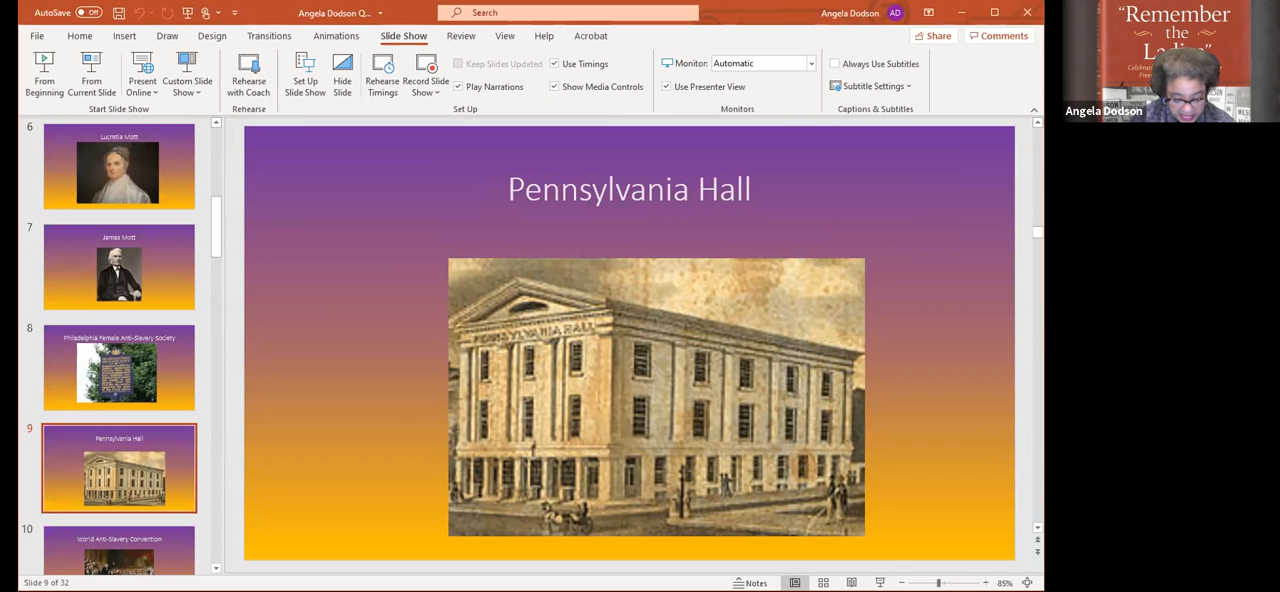 AutoSave Off
Angela Dodson Q...
Search
Angela Dodson AD
File Home Insert Draw Design Transitions Animations Slide Show Review View Help Acrobat
Share Comments
From Beginning
From Current Slide
Present Online
Custom Slide Show
Start Slide Show
Rehearse with Coach
Rehearse
Set Up Slide Show
Hide Slide
Rehearse Timings
Record Slide Show
Keep Slides Updated
Play Narrations
Use Timings
Show Media Controls
Set Up
Monitor: Automatic
Use Presenter View
Monitors
Always Use Subtitles
Subtitle Settings
Captions & Subtitles
6
Lucretia Mott
7
James Mott
8
Philadelphia Female Anti-Slavery Society
9
Pennsylvania Hall
10
World Anti-Slavery Convention
Pennsylvania Hall
PENNSYLVANIA HALL
Slide 9 of 32
Notes
85%
"Remember
the
Ladies"
Angela Dodson